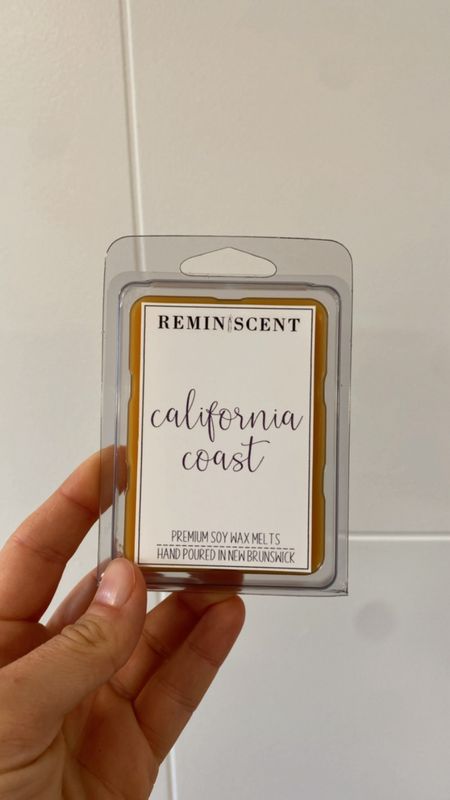 REMINISCENT
california
coast
PREMIUM SOY WAX MELTS
HAND POURED IN NEW BRUNSWICK